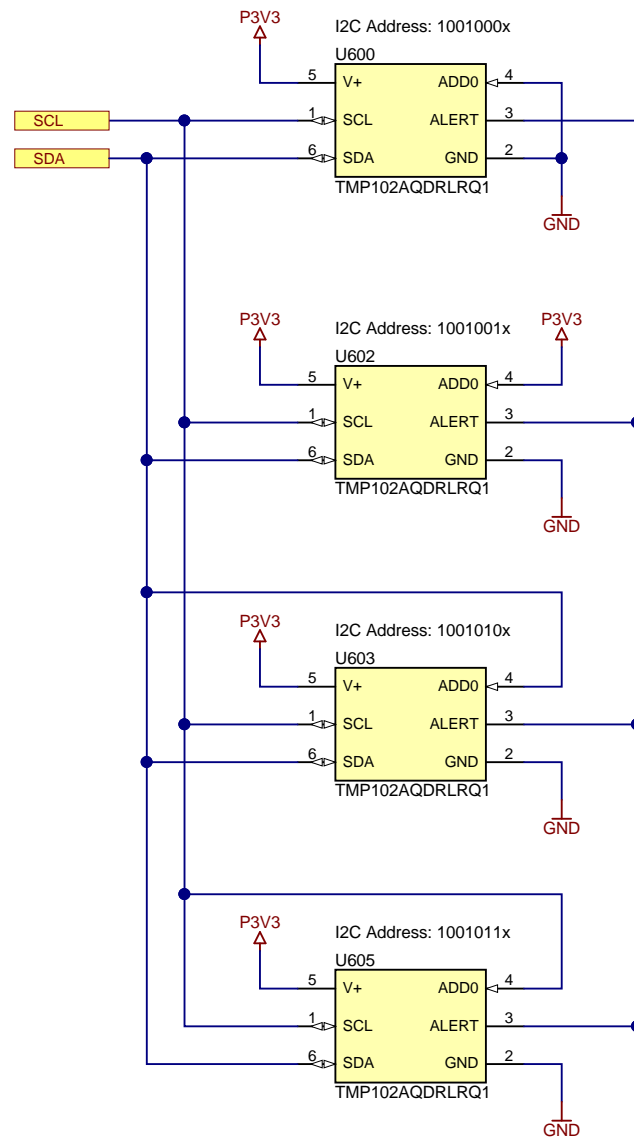 P3V3
I2C Address: 1001000x
U600
5 V+ ADD0 4
SCL
1 SCL ALERT 3
SDA
6 SDA GND 2
TMP102AQDRLRQ1
GND
P3V3
I2C Address: 1001001x
P3V3
U602
5 V+ ADD0 4
1 SCL ALERT 3
6 SDA GND 2
TMP102AQDRLRQ1
GND
P3V3
I2C Address: 1001010x
U603
5 V+ ADD0 4
1 SCL ALERT 3
6 SDA GND 2
TMP102AQDRLRQ1
GND
P3V3
I2C Address: 1001011x
U605
5 V+ ADD0 4
1 SCL ALERT 3
6 SDA GND 2
TMP102AQDRLRQ1
GND